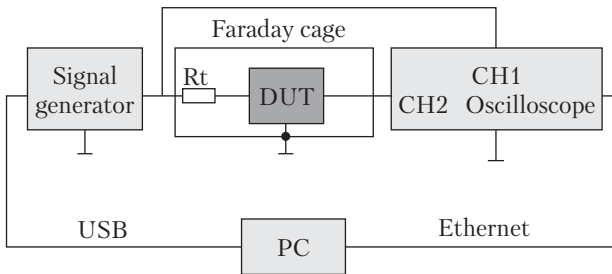 Faraday cage
Signal
generator
Rt
DUT
CH1
CH2 Oscilloscope
USB
PC
Ethernet